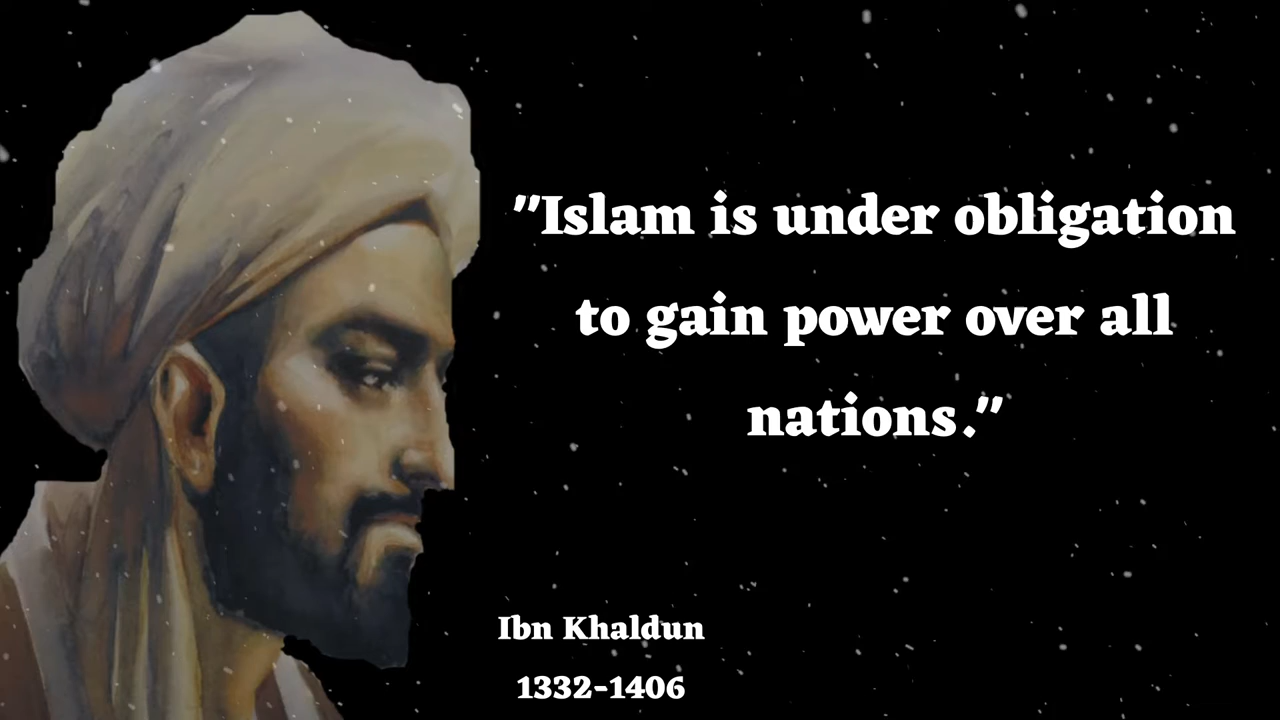 "Islam is under obligation
to gain power over all
nations."
Ibn Khaldun
1332-1406